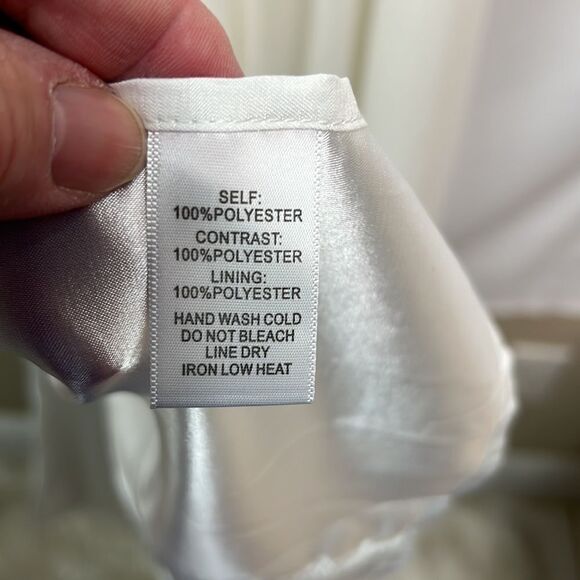 SELF:
100%POLYESTER
CONTRAST:
100%POLYESTER
LINING:
100%POLYESTER
HAND WASH COLD
DO NOT BLEACH
LINE DRY
IRON LOW HEAT